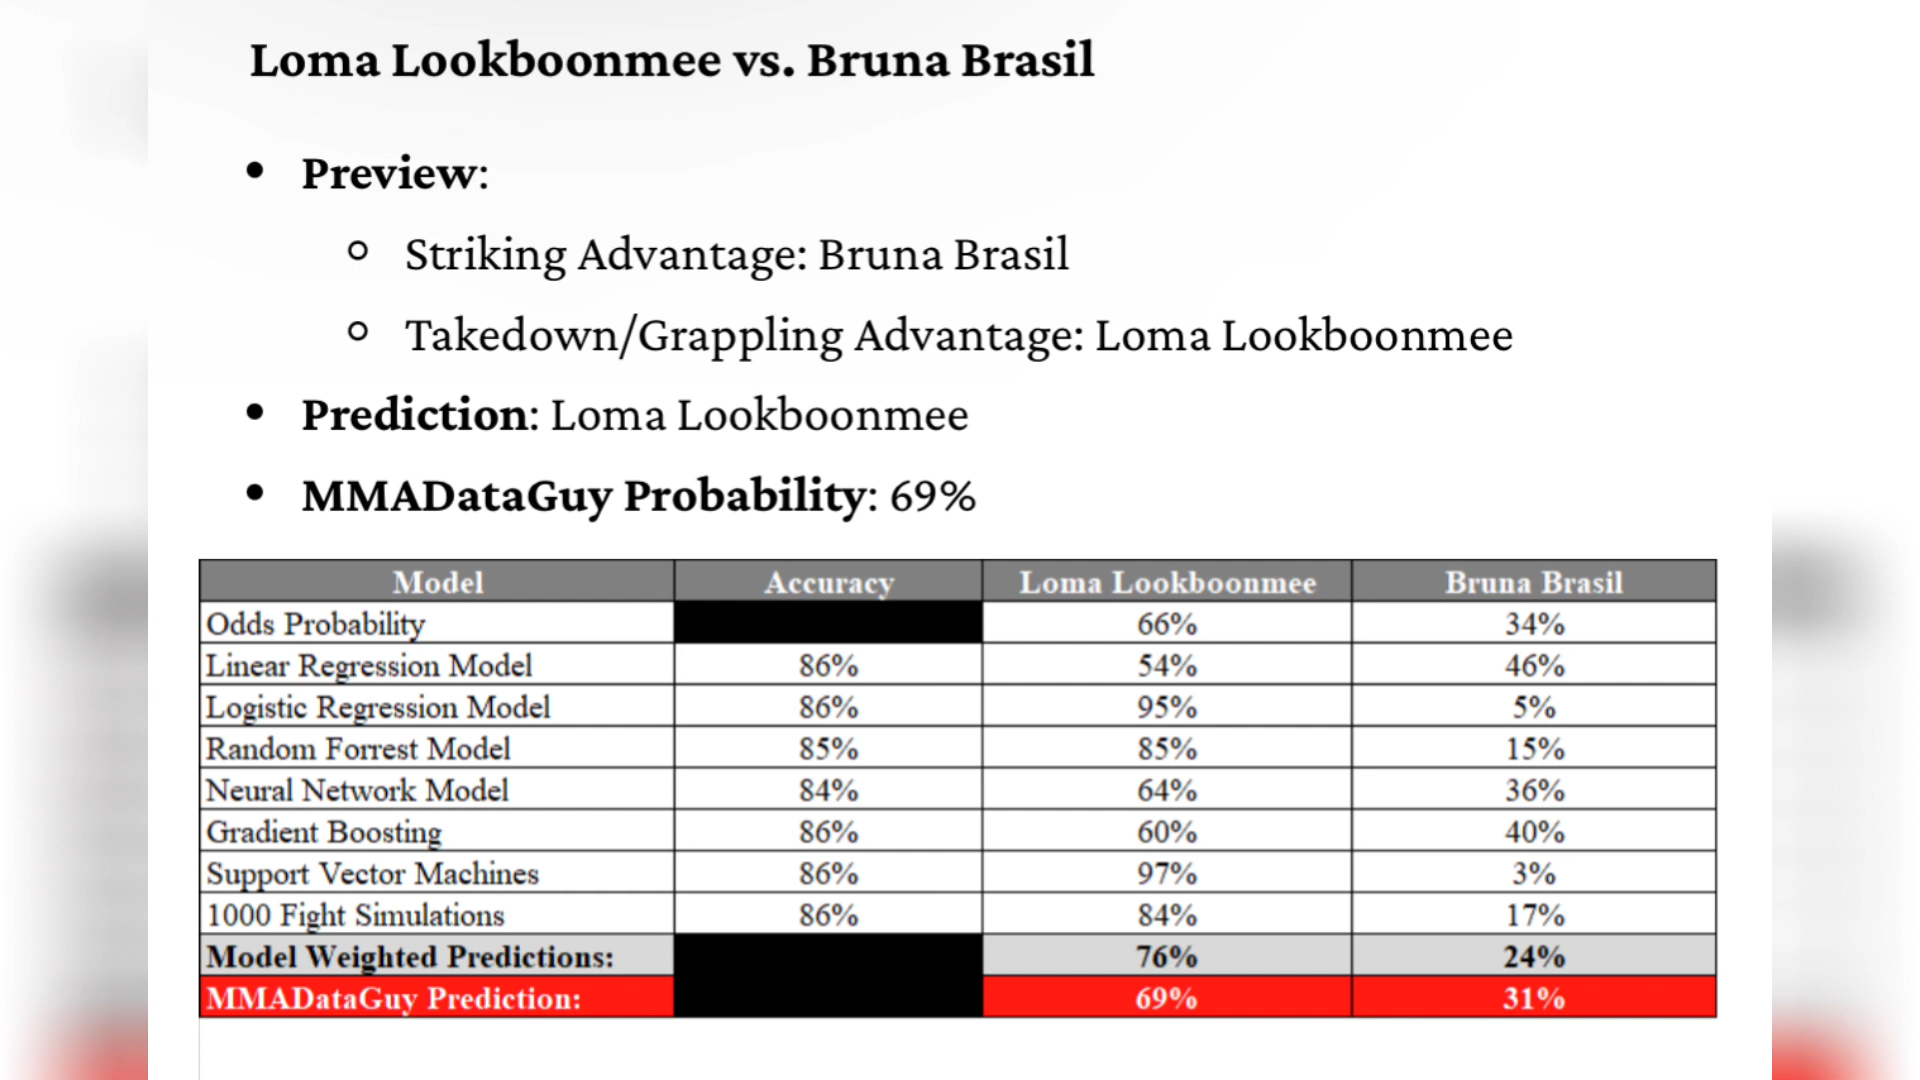 Loma Lookboonmee vs. Bruna Brasil
• Preview:
○ Striking Advantage: Bruna Brasil
○ Takedown/Grappling Advantage: Loma Lookboonmee
• Prediction: Loma Lookboonmee
• MMADataGuy Probability: 69%
Model Accuracy Loma Lookboonmee Bruna Brasil
Odds Probability 66% 34%
Linear Regression Model 86% 54% 46%
Logistic Regression Model 86% 95% 5%
Random Forrest Model 85% 85% 15%
Neural Network Model 84% 64% 36%
Gradient Boosting 86% 60% 40%
Support Vector Machines 86% 97% 3%
1000 Fight Simulations 86% 84% 17%
Model Weighted Predictions: 76% 24%
MMADataGuy Prediction: 69% 31%